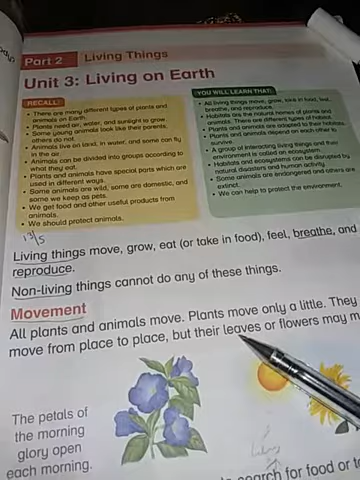 Part 2
Living Things
Unit 3: Living on Earth
RECALL:
• There are many different types of plants and
animals on Earth.
• Plants need air, water, and sunlight to grow.
• Some young animals look like their parents,
others do not.
• Animals live on land, in water, and some can fly
in the air.
• Animals can be divided into groups according to
what they eat.
• Plants and animals have special parts which are
used in different ways.
• Some animals are wild, some are domestic, and
some we keep as pets.
• We get food and other useful products from
animals.
• We should protect animals.
YOU WILL LEARN THAT:
• All living things move, grow, take in food, feel,
breathe, and reproduce.
• Habitats are the natural homes of plants and
animals. There are different types of habitat.
• Plants and animals are adapted to their habitats.
• Plants and animals depend on each other to
survive.
• A group of interacting living things and their
environment is called an ecosystem.
• Habitats and ecosystems can be disrupted by
natural disasters and human activity.
• Some animals are endangered and others are
extinct.
• We can help to protect the environment.
13/5
Living things move, grow, eat (or take in food), feel, breathe, and
reproduce.
Non-living things cannot do any of these things.
Movement
All plants and animals move. Plants move only a little. They
move from place to place, but their leaves or flowers may m
The petals of
the morning
glory open
each morning.
search for food or to